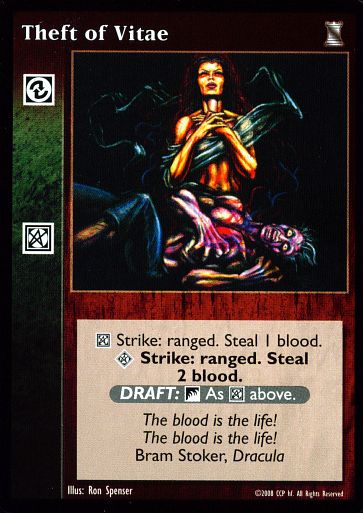 Theft of Vitae
Strike: ranged. Steal 1 blood.
Strike: ranged. Steal
2 blood.
DRAFT: As above.
The blood is the life!
The blood is the life!
Bram Stoker, Dracula
Illus: Ron Spenser
©2008 CCP hf. All Rights Reserved